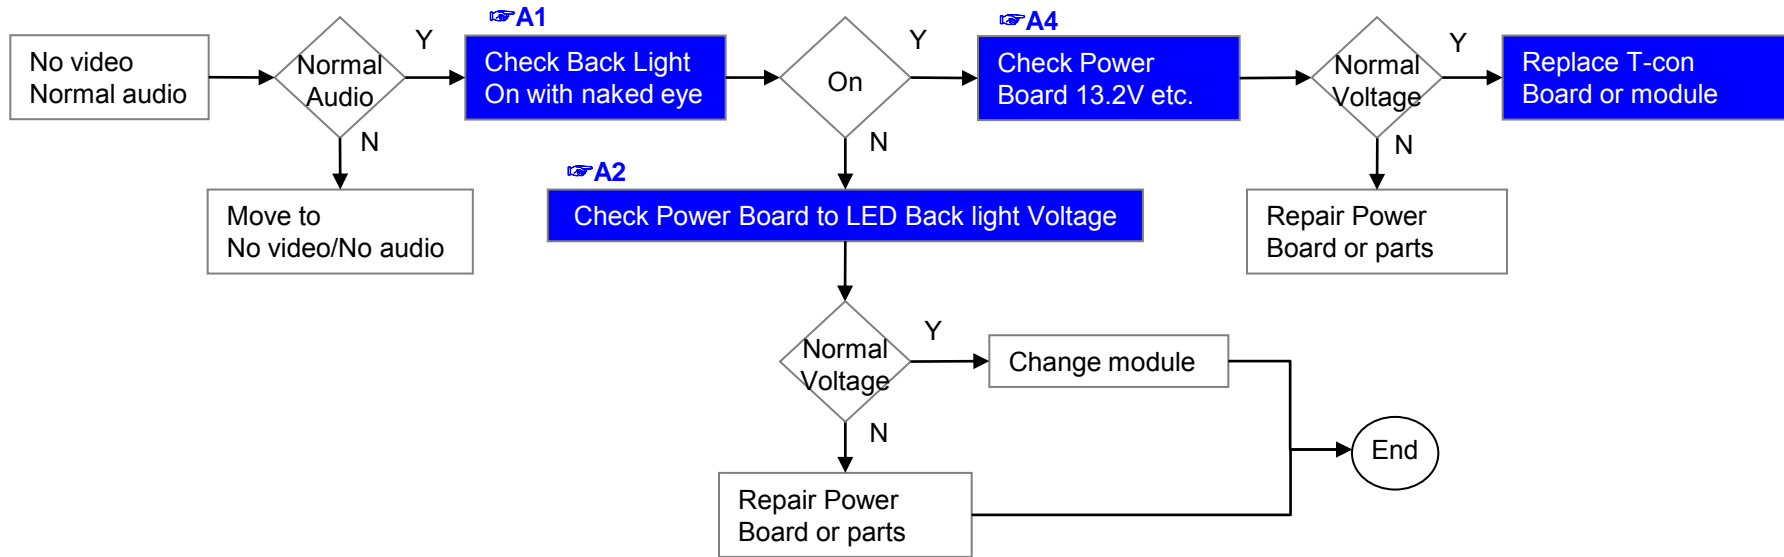 No video
Normal audio
Normal
Audio
Y
N
☞A1
Check Back Light
On with naked eye
On
Y
N
☞A4
Check Power
Board 13.2V etc.
Normal
Voltage
Y
N
Replace T-con
Board or module
Move to
No video/No audio
☞A2
Check Power Board to LED Back light Voltage
Repair Power
Board or parts
Normal
Voltage
Y
N
Change module
End
Repair Power
Board or parts